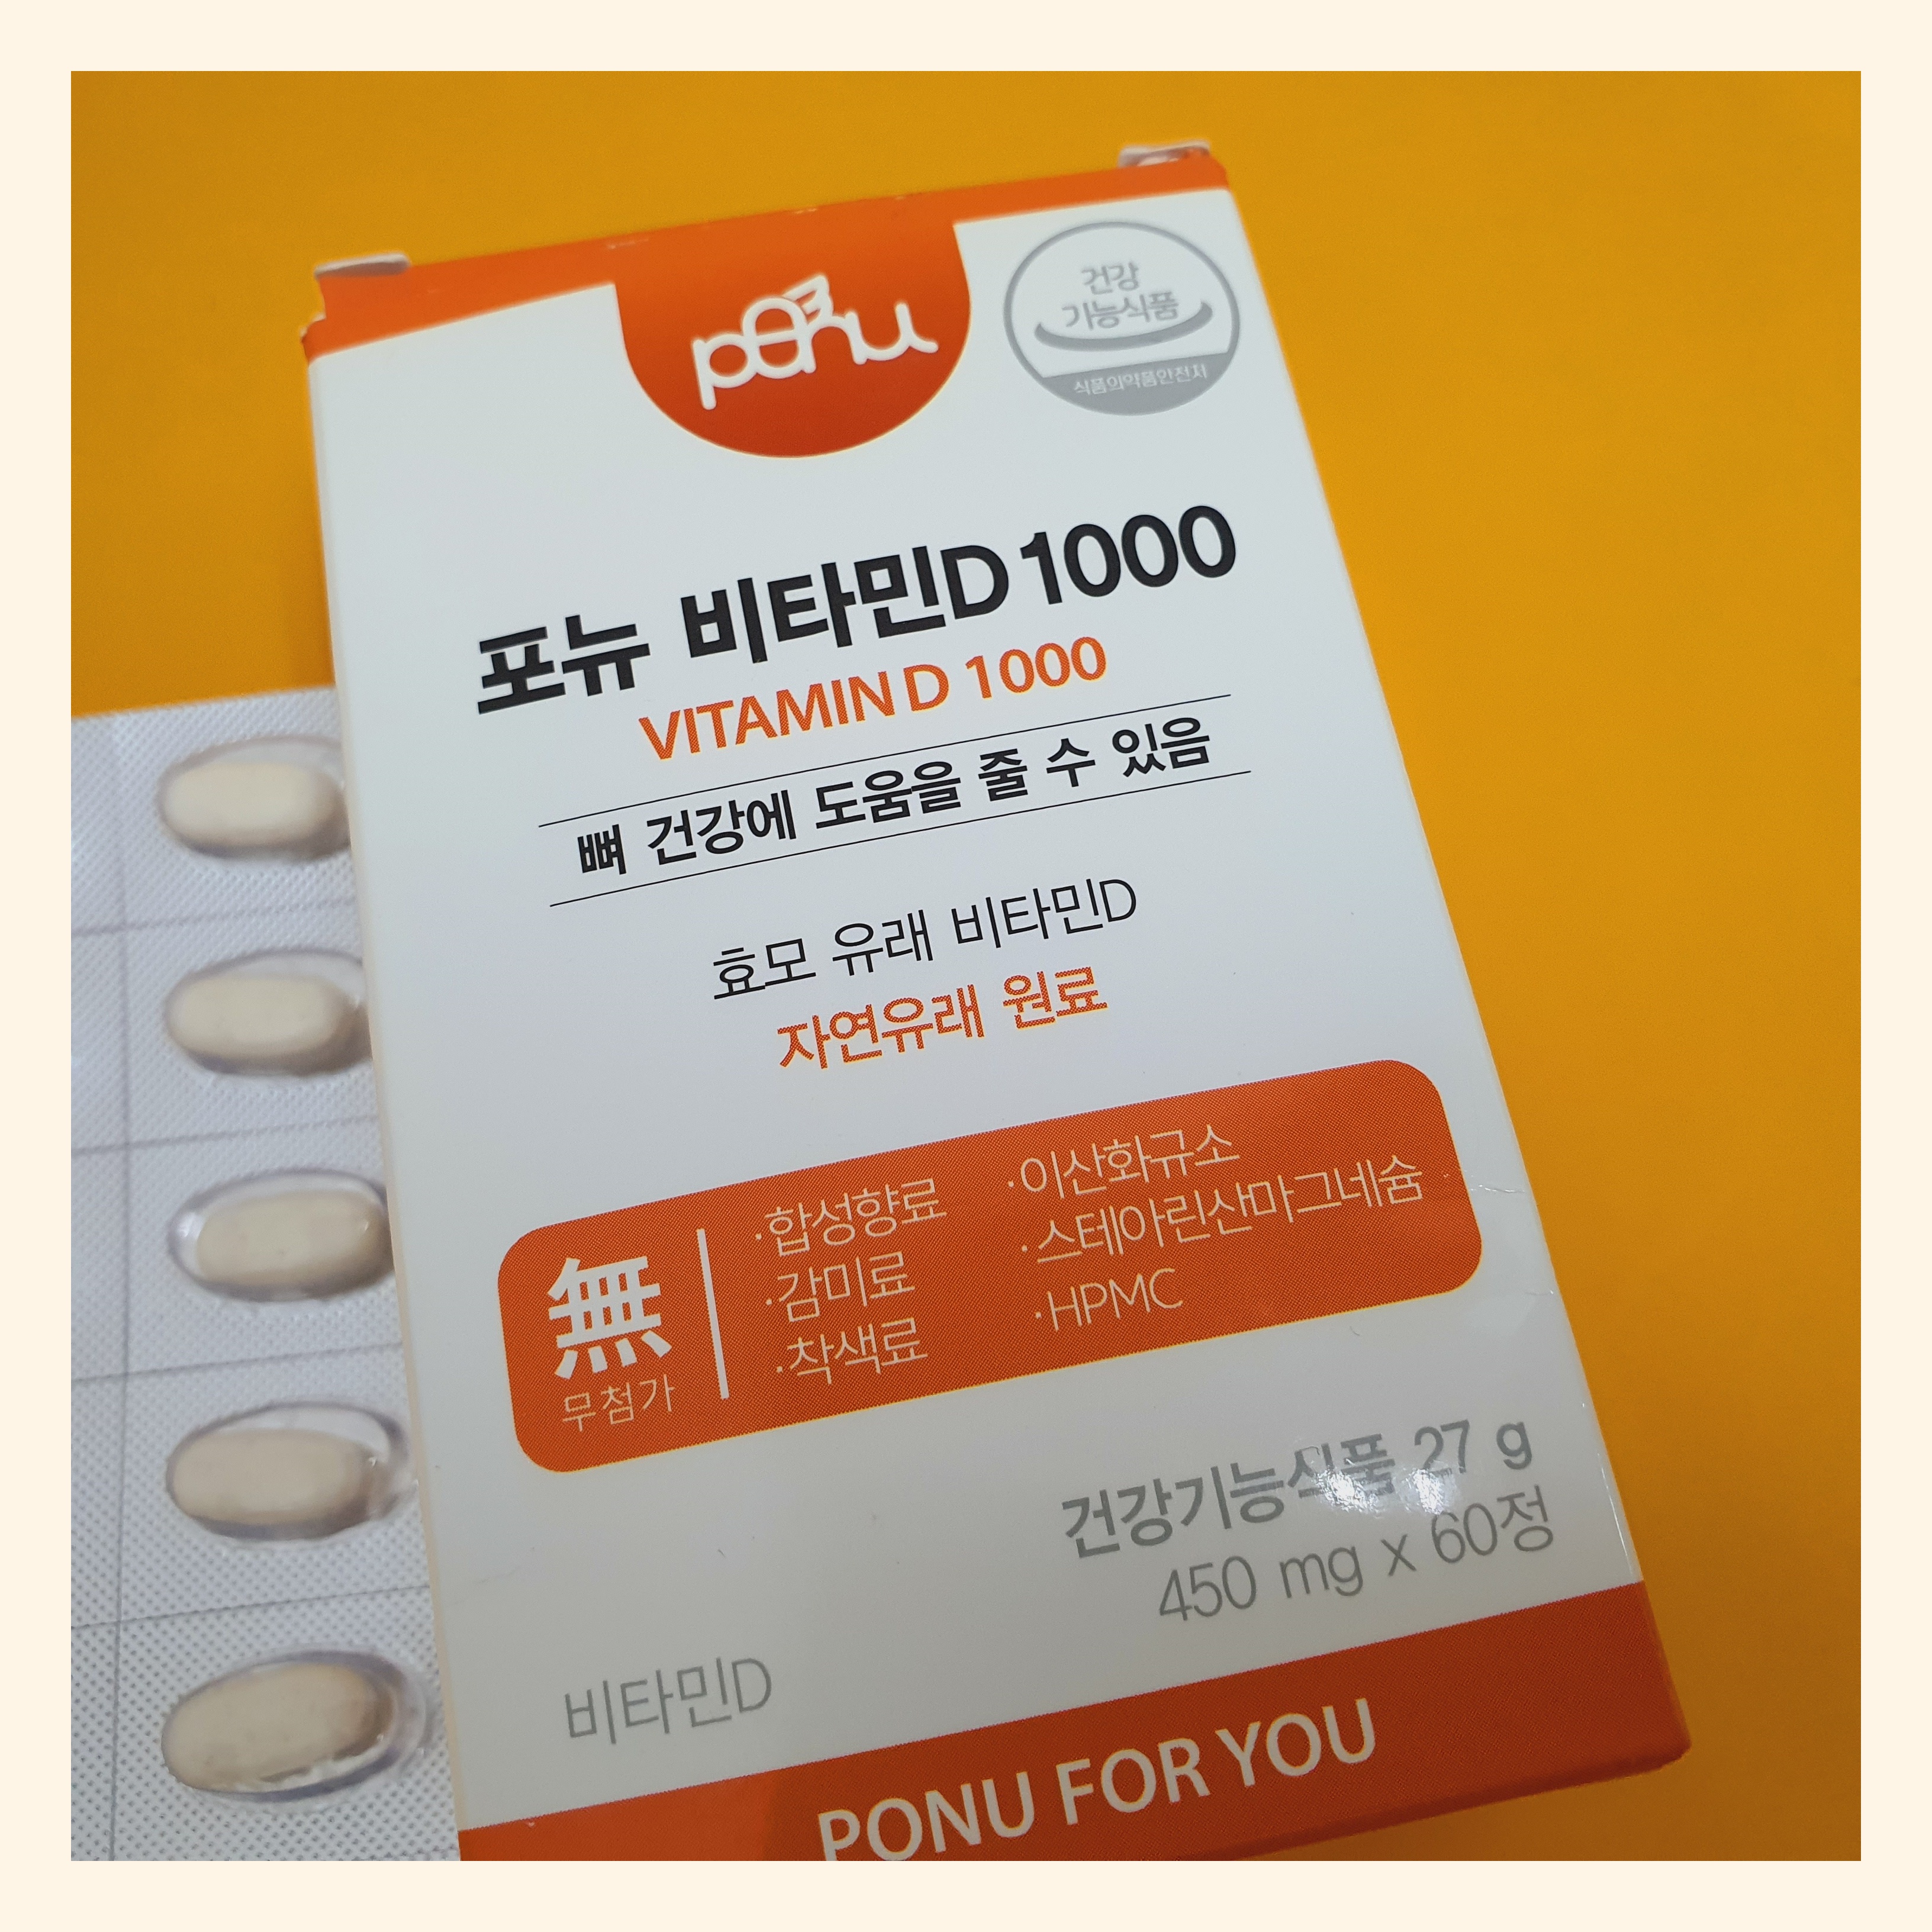 ponu
건강
기능식품
식품의약품안전처
포뉴 비타민D 1000
VITAMIN D 1000
뼈 건강에 도움을 줄 수 있음
효모 유래 비타민D
자연유래 원료
無
무첨가
·합성향료
·감미료
·착색료
·이산화규소
·스테아린산마그네슘
·HPMC
건강기능식품 27 g
450 mg x 60정
비타민D
PONU FOR YOU